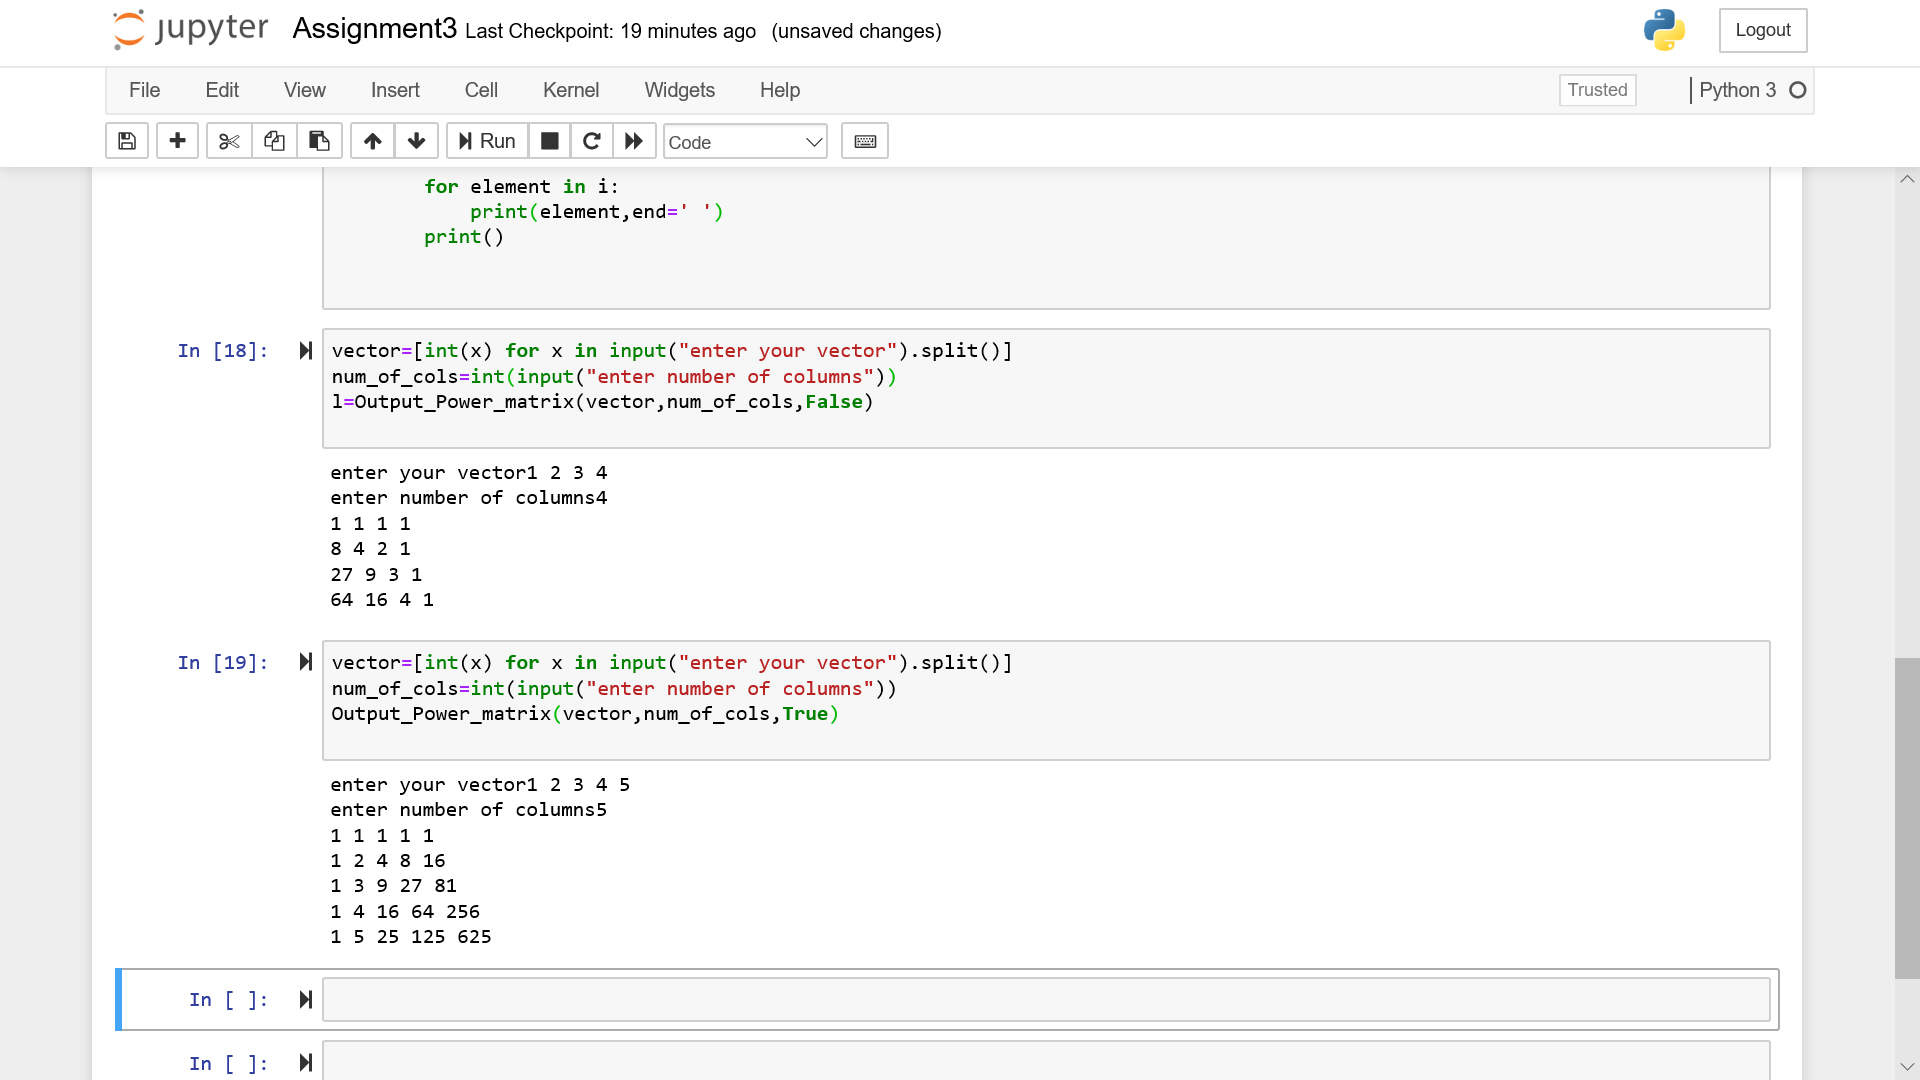 jupyter Assignment3 Last Checkpoint: 19 minutes ago (unsaved changes) Logout
File Edit View Insert Cell Kernel Widgets Help Trusted Python 3
Run Code
for element in i:
print(element,end=' ')
print()
In [18]: vector=[int(x) for x in input("enter your vector").split()]
num_of_cols=int(input("enter number of columns"))
l=Output_Power_matrix(vector,num_of_cols,False)
enter your vector1 2 3 4
enter number of columns4
1 1 1 1
8 4 2 1
27 9 3 1
64 16 4 1
In [19]: vector=[int(x) for x in input("enter your vector").split()]
num_of_cols=int(input("enter number of columns"))
Output_Power_matrix(vector,num_of_cols,True)
enter your vector1 2 3 4 5
enter number of columns5
1 1 1 1 1
1 2 4 8 16
1 3 9 27 81
1 4 16 64 256
1 5 25 125 625
In [ ]:
In [ ]: